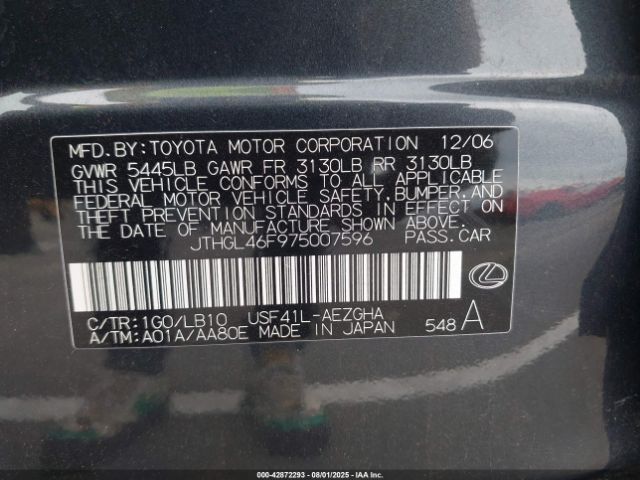 MFD.BY:TOYOTA MOTOR CORPORATION 12/06
GVWR 5445LB GAWR FR 3130LB RR 3130LB
THIS VEHICLE CONFORMS TO ALL APPLICABLE
FEDERAL MOTOR VEHICLE SAFETY,BUMPER,AND
THEFT PREVENTION STANDARDS IN EFFECT ON
THE DATE OF MANUFACTURE SHOWN ABOVE.
JTHGL46F975007596 PASS.CAR
C/TR:1G0/LB10 USF41L-AEZGHA
A/TM:A01A/AA80E MADE IN JAPAN 548 A
000-42872293 - 08/01/2025 - IAAI.COM